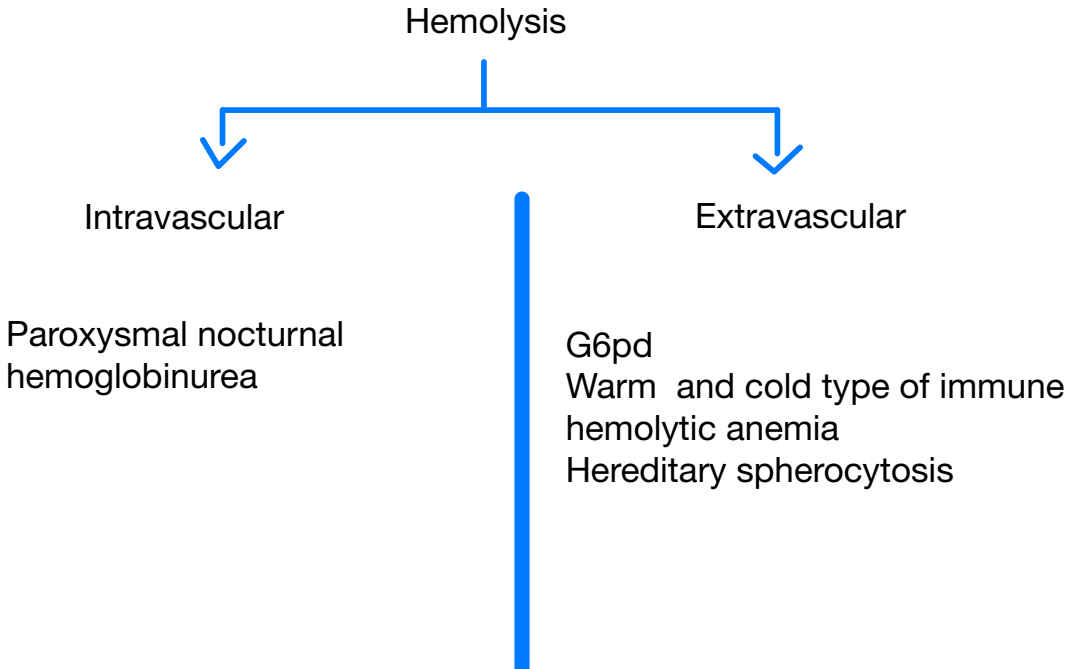 Hemolysis
Intravascular
Extravascular
Paroxysmal nocturnal
hemoglobinurea
G6pd
Warm  and cold type of immune
hemolytic anemia
Hereditary spherocytosis